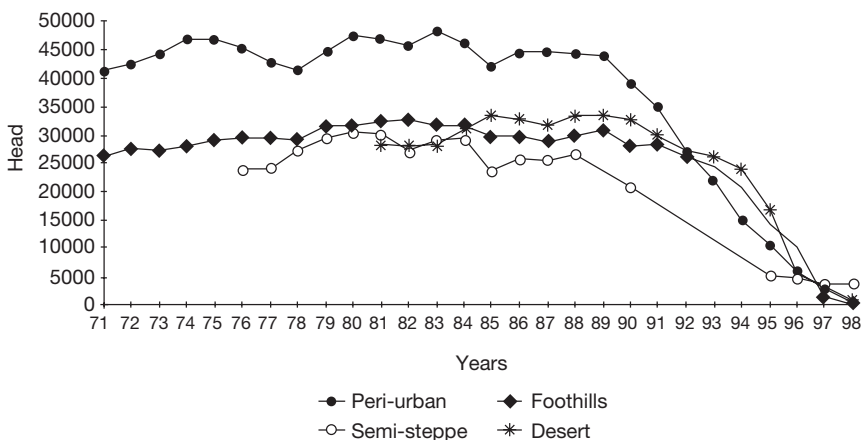 50000
45000
40000
35000
30000
25000
20000
15000
10000
5000
0
Head
71 72 73 74 75 76 77 78 79 80 81 82 83 84 85 86 87 88 89 90 91 92 93 94 95 96 97 98
Years
Peri-urban Foothills
Semi-steppe Desert